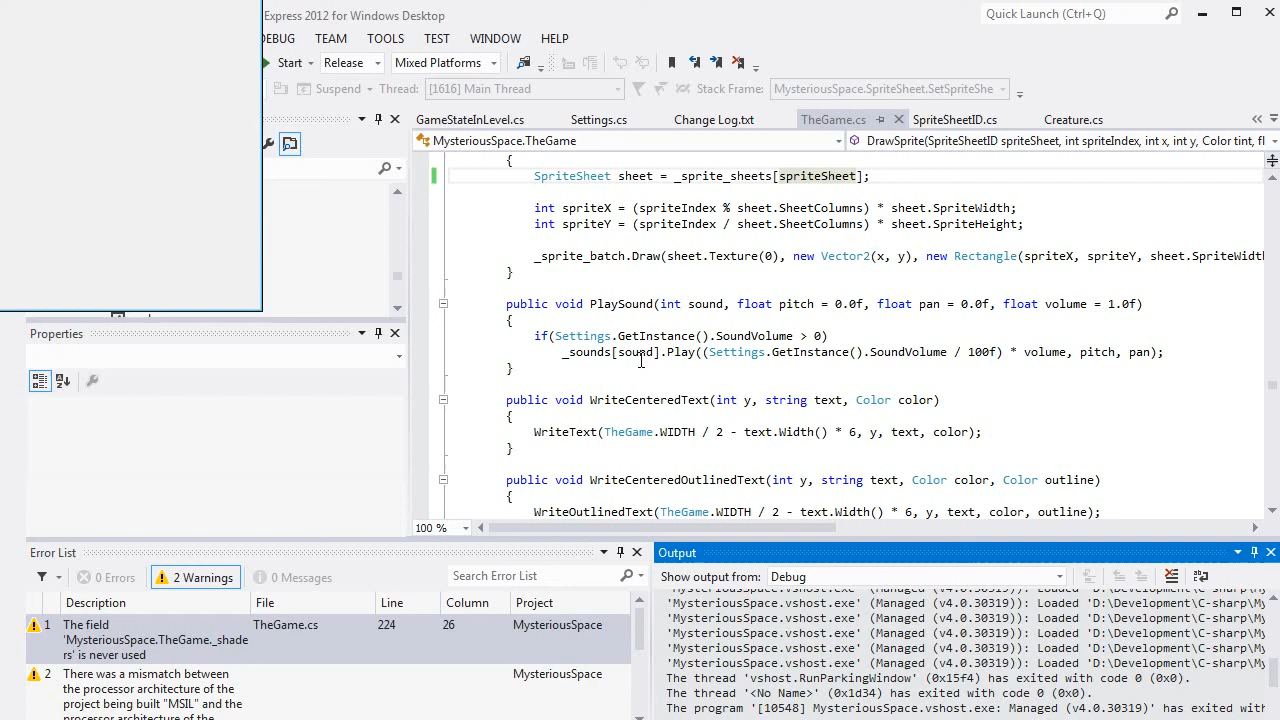 Express 2012 for Windows Desktop
Quick Launch (Ctrl+Q)
DEBUG TEAM TOOLS TEST WINDOW HELP
Start Release Mixed Platforms
Suspend Thread: [1616] Main Thread Stack Frame: MysteriousSpace.SpriteSheet.SetSpriteShe
GameStateInLevel.cs Settings.cs Change Log.txt TheGame.cs SpriteSheetID.cs Creature.cs
MysteriousSpace.TheGame DrawSprite(SpriteSheetID spriteSheet, int spriteIndex, int x, int y, Color tint, f
{
SpriteSheet sheet = _sprite_sheets[spriteSheet];
int spriteX = (spriteIndex % sheet.SheetColumns) * sheet.SpriteWidth;
int spriteY = (spriteIndex / sheet.SheetColumns) * sheet.SpriteHeight;
_sprite_batch.Draw(sheet.Texture(0), new Vector2(x, y), new Rectangle(spriteX, spriteY, sheet.SpriteWidt
}
public void PlaySound(int sound, float pitch = 0.0f, float pan = 0.0f, float volume = 1.0f)
{
if(Settings.GetInstance().SoundVolume > 0)
_sounds[sound].Play((Settings.GetInstance().SoundVolume / 100f) * volume, pitch, pan);
}
public void WriteCenteredText(int y, string text, Color color)
{
WriteText(TheGame.WIDTH / 2 - text.Width() * 6, y, text, color);
}
public void WriteCenteredOutlinedText(int y, string text, Color color, Color outline)
{
WriteOutlinedText(TheGame.WIDTH / 2 - text.Width() * 6, y, text, color, outline);
100 %
Properties
Error List
0 Errors 2 Warnings 0 Messages Search Error List
Description File Line Column Project
1 The field 'MysteriousSpace.TheGame._shade rs' is never used TheGame.cs 224 26 MysteriousSpace
2 There was a mismatch between the processor architecture of the project being built "MSIL" and the processor architecture of the MysteriousSpace
Output
Show output from: Debug
'MysteriousSpace.vshost.exe' (Managed (v4.0.30319)): Loaded 'D:\Development\C-sharp\My
'MysteriousSpace.vshost.exe' (Managed (v4.0.30319)): Loaded 'D:\Development\C-sharp\My
'MysteriousSpace.vshost.exe' (Managed (v4.0.30319)): Loaded 'D:\Development\C-sharp\My
'MysteriousSpace.vshost.exe' (Managed (v4.0.30319)): Loaded 'D:\Development\C-sharp\My
'MysteriousSpace.vshost.exe' (Managed (v4.0.30319)): Loaded 'D:\Development\C-sharp\My
'MysteriousSpace.vshost.exe' (Managed (v4.0.30319)): Loaded 'D:\Development\C-sharp\My
The thread 'vshost.RunParkingWindow' (0x15f4) has exited with code 0 (0x0).
The thread '<No Name>' (0x1d34) has exited with code 0 (0x0).
The program '[10548] MysteriousSpace.vshost.exe: Managed (v4.0.30319)' has exited with